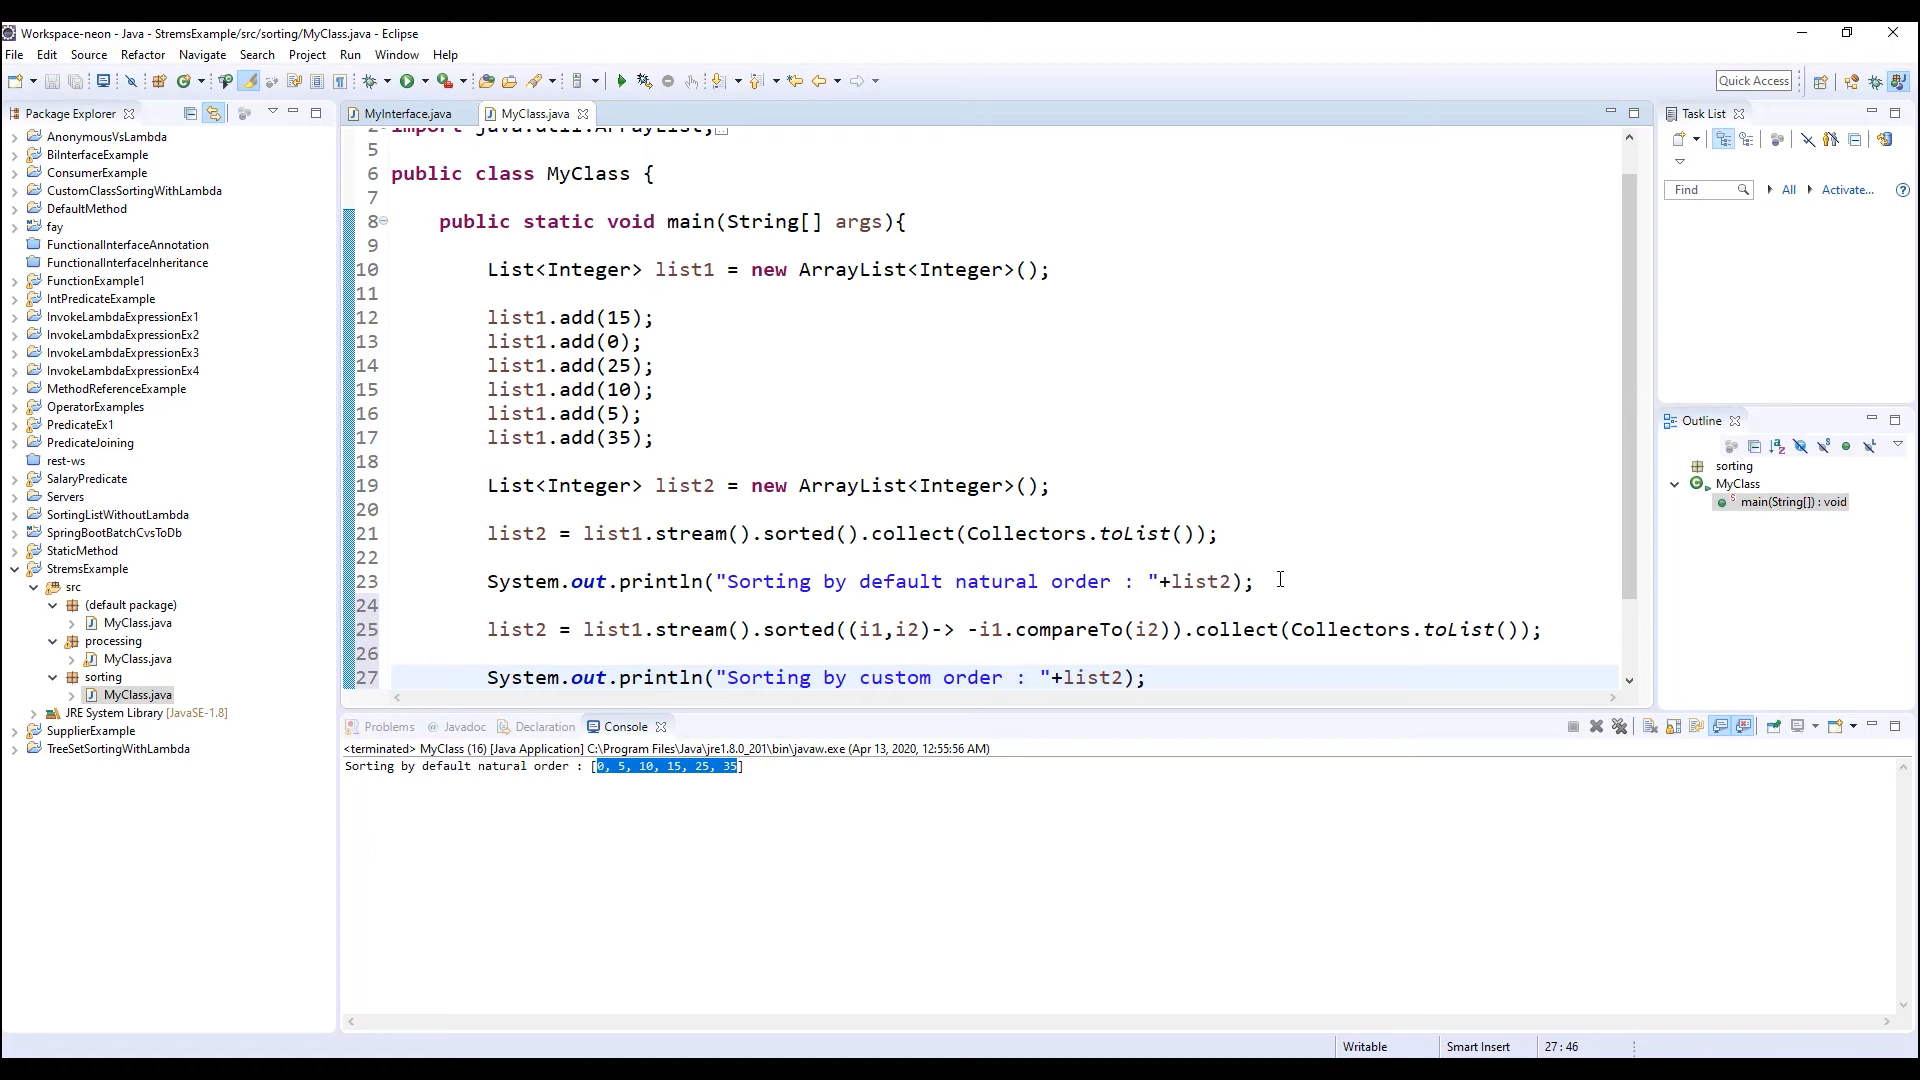 Workspace-neon - Java - StremsExample/src/sorting/MyClass.java - Eclipse
File Edit Source Refactor Navigate Search Project Run Window Help
Quick Access
Package Explorer
AnonymousVsLambda
BiInterfaceExample
ConsumerExample
CustomClassSortingWithLambda
DefaultMethod
fay
FunctionalInterfaceAnnotation
FunctionalInterfaceInheritance
FunctionExample1
IntPredicateExample
InvokeLambdaExpressionEx1
InvokeLambdaExpressionEx2
InvokeLambdaExpressionEx3
InvokeLambdaExpressionEx4
MethodReferenceExample
OperatorExamples
PredicateEx1
PredicateJoining
rest-ws
SalaryPredicate
Servers
SortingListWithoutLambda
SpringBootBatchCvsToDb
StaticMethod
StremsExample
src
(default package)
MyClass.java
processing
MyClass.java
sorting
MyClass.java
JRE System Library [JavaSE-1.8]
SupplierExample
TreeSetSortingWithLambda
MyInterface.java
MyClass.java
2 import java.util.ArrayList;
5
6 public class MyClass {
7
8 public static void main(String[] args){
9
10 List<Integer> list1 = new ArrayList<Integer>();
11
12 list1.add(15);
13 list1.add(0);
14 list1.add(25);
15 list1.add(10);
16 list1.add(5);
17 list1.add(35);
18
19 List<Integer> list2 = new ArrayList<Integer>();
20
21 list2 = list1.stream().sorted().collect(Collectors.toList());
22
23 System.out.println("Sorting by default natural order : "+list2);
24
25 list2 = list1.stream().sorted((i1,i2)-> -i1.compareTo(i2)).collect(Collectors.toList());
26
27 System.out.println("Sorting by custom order : "+list2);
Task List
Find All Activate...
Outline
sorting
MyClass
main(String[]) : void
Problems @ Javadoc Declaration Console
<terminated> MyClass (16) [Java Application] C:\Program Files\Java\jre1.8.0_201\bin\javaw.exe (Apr 13, 2020, 12:55:56 AM)
Sorting by default natural order : [0, 5, 10, 15, 25, 35]
Writable Smart Insert 27 : 46